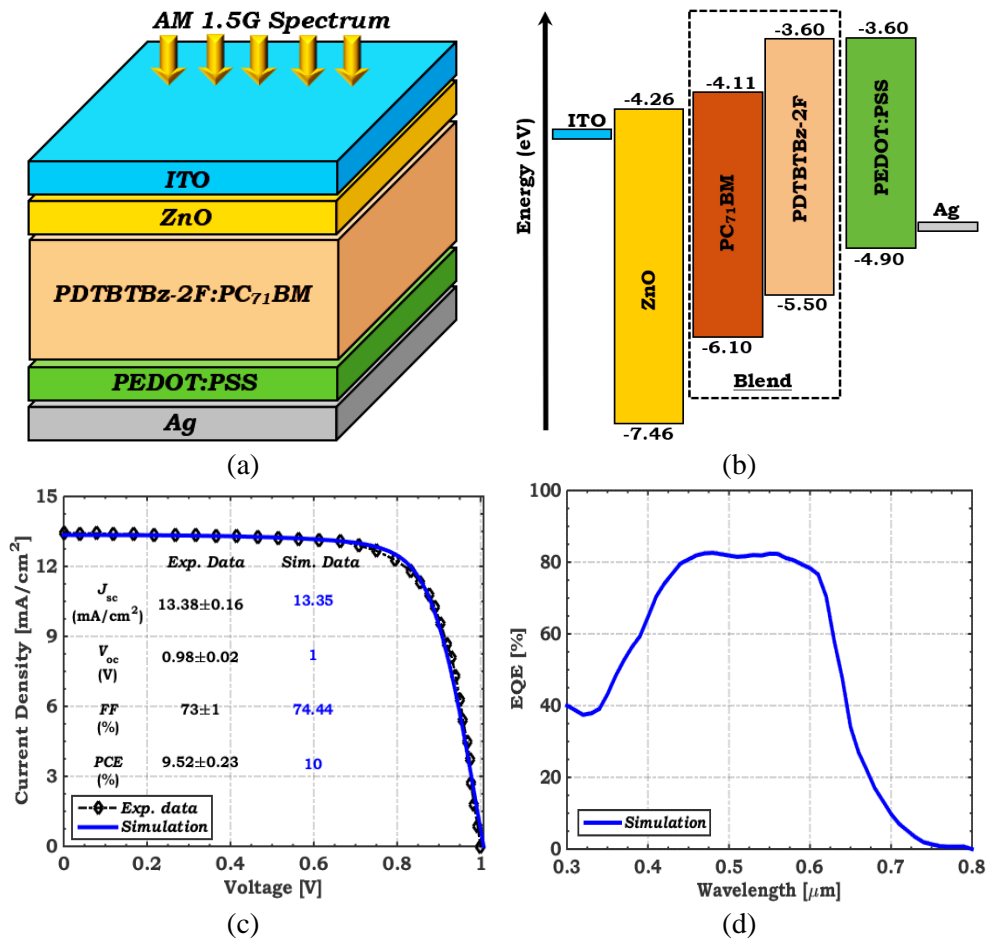 AM 1.5G Spectrum
ITO
ZnO
PDTBTBz-2F:PC₇₁BM
PEDOT:PSS
Ag
(a)
Energy (eV)
ITO
-4.26
ZnO
-7.46
-4.11
PC₇₁BM
-6.10
-3.60
PDTBTBz-2F
-5.50
Blend
-3.60
PEDOT:PSS
-4.90
Ag
(b)
Current Density [mA/cm²]
15
12
9
6
3
0
Exp. Data Sim. Data
Jsc (mA/cm²) 13.38±0.16 13.35
Voc (V) 0.98±0.02 1
FF (%) 73±1 74.44
PCE (%) 9.52±0.23 10
Exp. data
Simulation
0 0.2 0.4 0.6 0.8 1
Voltage [V]
(c)
EQE [%]
100
80
60
40
20
0
Simulation
0.3 0.4 0.5 0.6 0.7 0.8
Wavelength [μm]
(d)